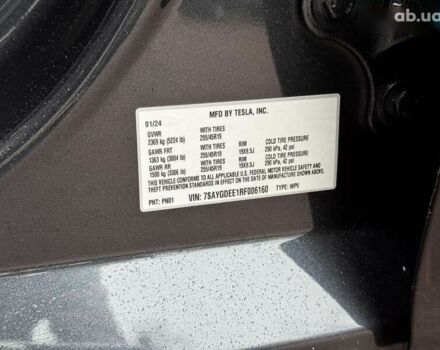 ab.ua
MFD BY TESLA, INC.
01/24
GVWR WITH TIRES
2369 kg (5224 lb) 255/45R19
GAWR FRT WITH TIRES RIM COLD TIRE PRESSURE
1363 kg (3004 lb) 255/45R19 19X9.5J 290 kPa, 42 psi
GAWR RR WITH TIRES RIM COLD TIRE PRESSURE
1500 kg (3306 lb) 255/45R19 19X9.5J 290 kPa, 42 psi
THIS VEHICLE CONFORMS TO ALL APPLICABLE FEDERAL MOTOR VEHICLE SAFETY AND
THEFT PREVENTION STANDARDS IN EFFECT ON THE DATE OF MANUFACTURE SHOWN ABOVE.
PNT: PN01 VIN: 7SAYGDEE1RF006160 TYPE: MPV